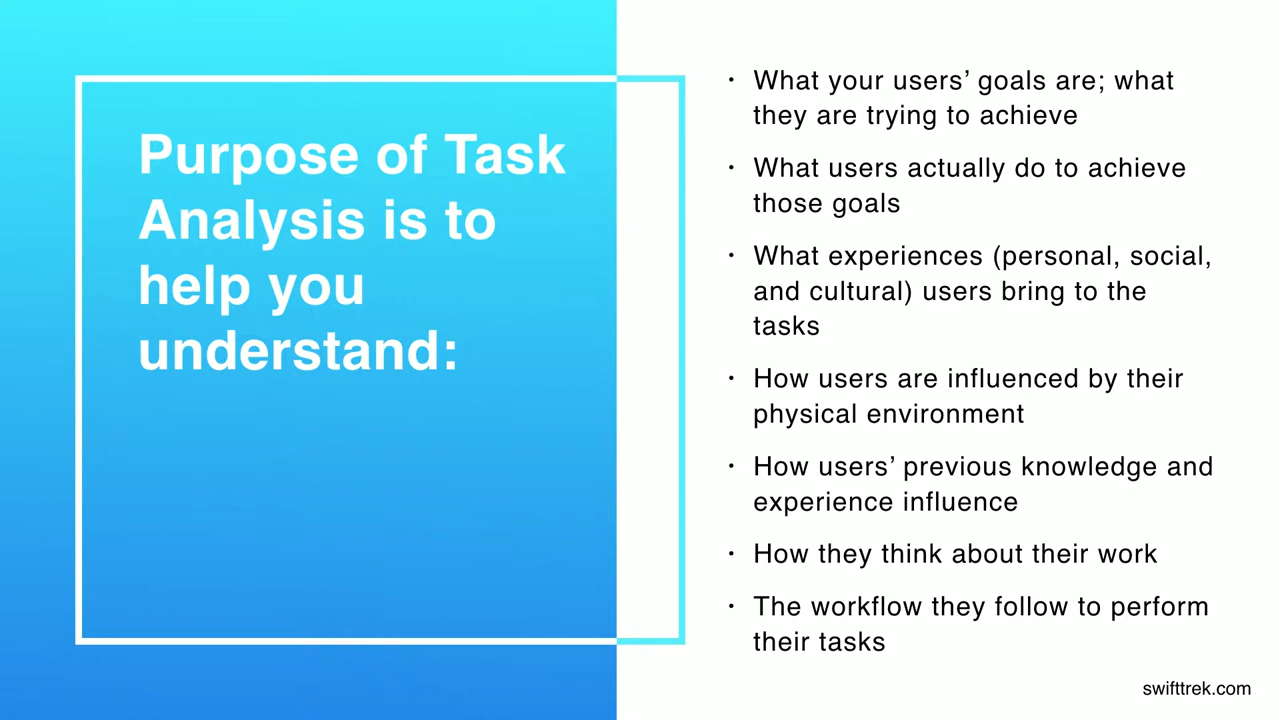 Purpose of Task
Analysis is to
help you
understand:
• What your users’ goals are; what
they are trying to achieve
• What users actually do to achieve
those goals
• What experiences (personal, social,
and cultural) users bring to the
tasks
• How users are influenced by their
physical environment
• How users’ previous knowledge and
experience influence
• How they think about their work
• The workflow they follow to perform
their tasks
swifttrek.com